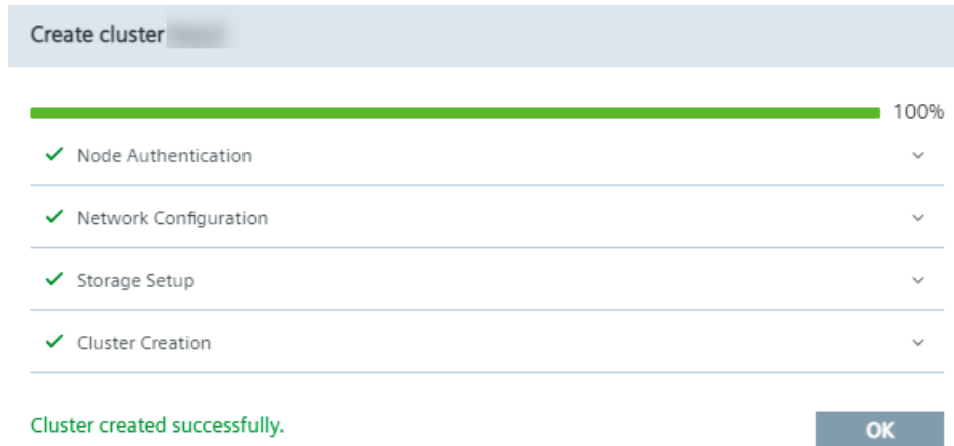 Create cluster
100%
Node Authentication
Network Configuration
Storage Setup
Cluster Creation
Cluster created successfully.
OK